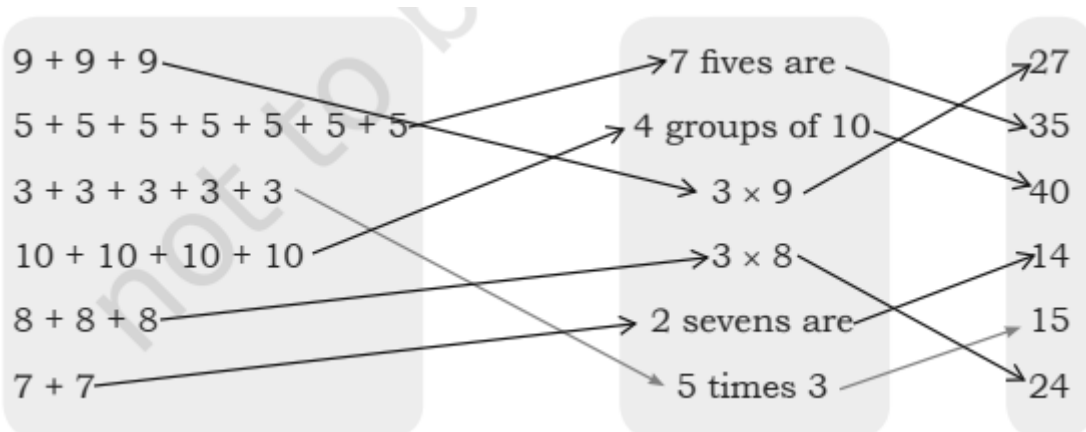 9 + 9 + 9
5 + 5 + 5 + 5 + 5 + 5 + 5
3 + 3 + 3 + 3 + 3
10 + 10 + 10 + 10
8 + 8 + 8
7 + 7
7 fives are
4 groups of 10
3 × 9
3 × 8
2 sevens are
5 times 3
27
35
40
14
15
24
not to b